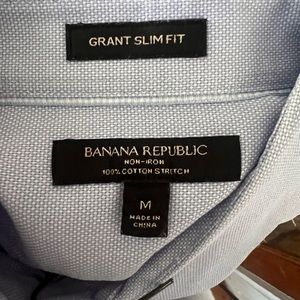 GRANT SLIM FIT
BANANA REPUBLIC
NON-IRON
100% COTTON STRETCH
M
MADE IN
CHINA